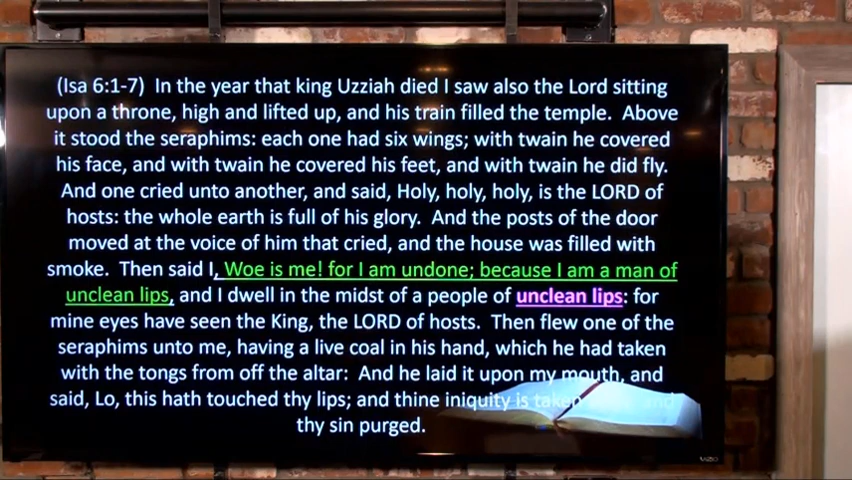 (Isa 6:1-7) In the year that king Uzziah died I saw also the Lord sitting
upon a throne, high and lifted up, and his train filled the temple. Above
it stood the seraphims: each one had six wings; with twain he covered
his face, and with twain he covered his feet, and with twain he did fly.
And one cried unto another, and said, Holy, holy, holy, is the LORD of
hosts: the whole earth is full of his glory. And the posts of the door
moved at the voice of him that cried, and the house was filled with
smoke. Then said I, Woe is me! for I am undone; because I am a man of
unclean lips, and I dwell in the midst of a people of unclean lips: for
mine eyes have seen the King, the LORD of hosts. Then flew one of the
seraphims unto me, having a live coal in his hand, which he had taken
with the tongs from off the altar: And he laid it upon my mouth, and
said, Lo, this hath touched thy lips; and thine iniquity is taken and
thy sin purged.
VIZIO